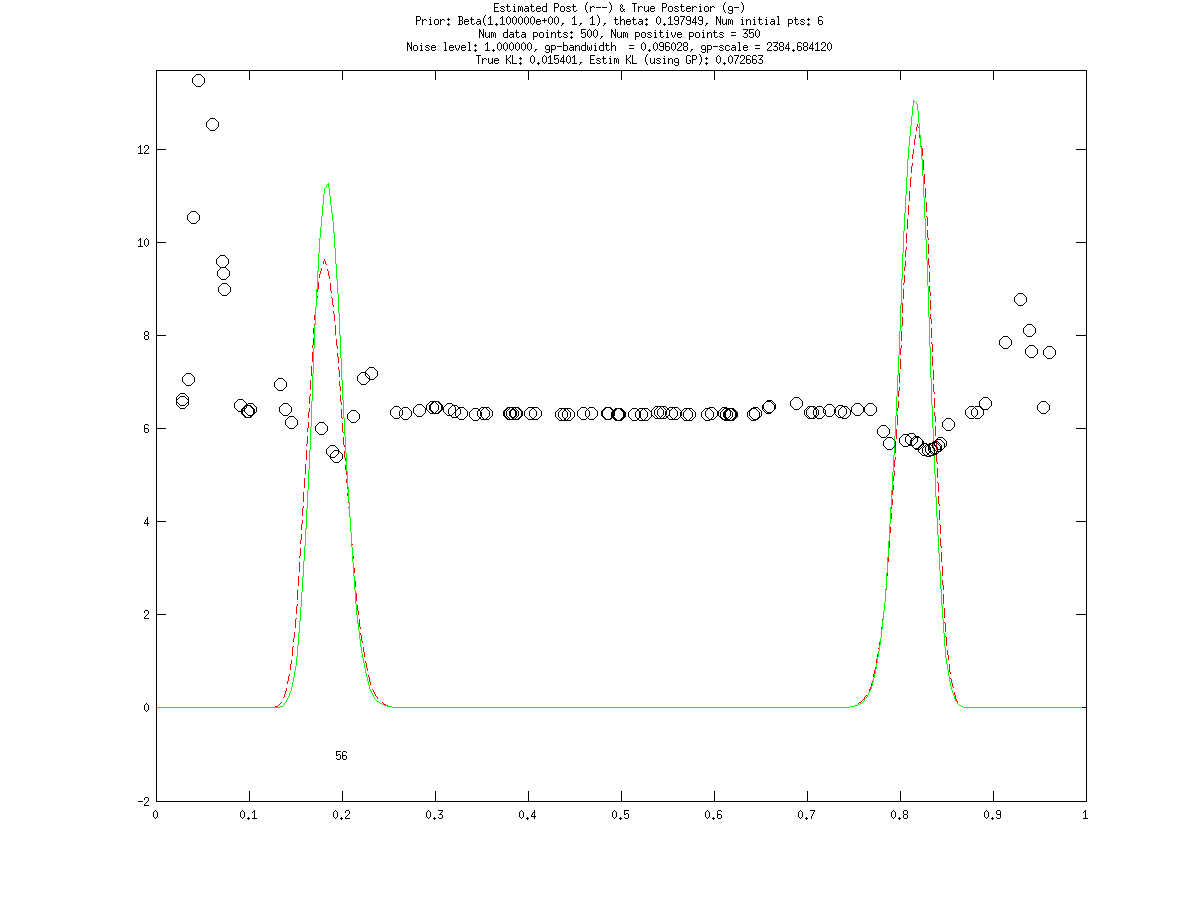 Estimated Post (r--) & True Posterior (g-)
Prior: Beta(1.100000e+00, 1, 1), theta: 0.197949, Num initial pts: 6
Num data points: 500, Num positive points = 350
Noise level: 1.000000, gp-bandwidth  = 0.096028, gp-scale = 2384.684120
True KL: 0.015401, Estim KL (using GP): 0.072663
12
10
8
6
4
2
0
56
-2
0 0.1 0.2 0.3 0.4 0.5 0.6 0.7 0.8 0.9 1